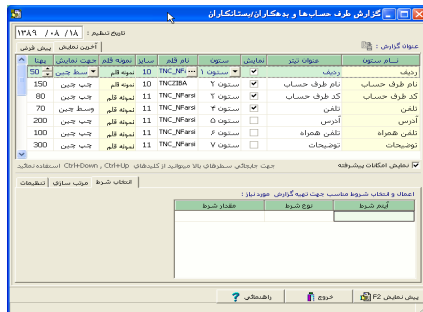 گزارش طرف حساب‌ها و بدهکاران/بستانکاران
عنوان گزارش :
تاریخ تنظیم : ۱۳۸۹ / ۰۸ / ۱۸
آخرین نمایش پیش فرض
نام ستون عنوان تیتر نمایش ستون نام قلم سایز نمونه قلم جهت نمایش پهنا
ردیف ردیف ستون ۱ TNC_NFa 10 نمونه قلم وسط چین 50
نام طرف حساب نام طرف حساب ستون ۲ TNCZIBA 10 نمونه قلم چپ چین 150
کد طرف حساب کد طرف حساب ستون ۳ TNC_NFarsi 11 نمونه قلم چپ چین 80
تلفن تلفن ستون ۴ TNC_NFarsi 11 نمونه قلم وسط چین 70
آدرس آدرس ستون ۵ TNC_NFarsi 11 نمونه قلم چپ چین 200
تلفن همراه تلفن همراه ستون ۶ TNC_NFarsi 11 نمونه قلم چپ چین 100
توضیحات توضیحات ستون ۷ TNC_NFarsi 11 نمونه قلم چپ چین 300
نمایش امکانات پیشرفته
جهت جابجائی سطرهای بالا میتوانید از کلیدهای Ctrl+Down , Ctrl+Up استفاده نمائید
انتخاب شرط مرتب سازی تنظیمات
اعمال و انتخاب شروط مناسب جهت تهیه گزارش مورد نیاز :
آیتم شرط نوع شرط مقدار شرط
پیش نمایش F2 خروج راهنمائی